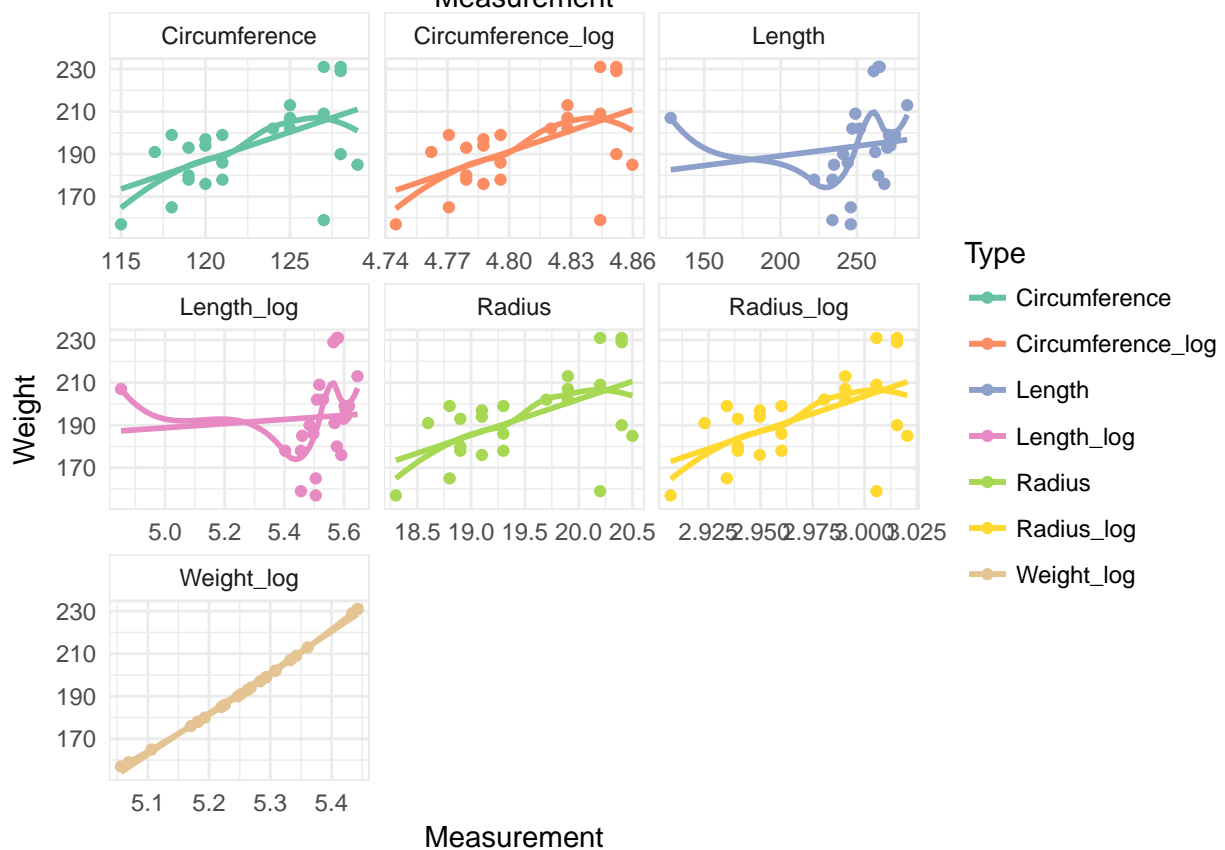 Measurement
Circumference Circumference_log Length
230
210
190
170
115 120 125 4.74 4.77 4.80 4.83 4.86 150 200 250
Length_log Radius Radius_log
230
210
190
170
5.0 5.2 5.4 5.6 18.5 19.0 19.5 20.0 20.5 2.925 2.950 2.975 3.000 3.025
Weight_log
230
210
190
170
5.1 5.2 5.3 5.4
Measurement
Weight
Type
Circumference
Circumference_log
Length
Length_log
Radius
Radius_log
Weight_log